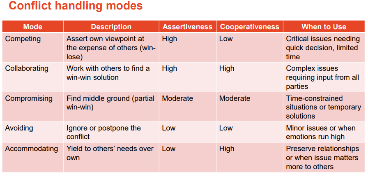 Conflict handling modes
Mode Description Assertiveness Cooperativeness When to Use
Competing Assert own viewpoint at High Low Critical issues needing
the expense of others (win- quick decision, limited
lose) time
Collaborating Work with others to find a High High Complex issues
win-win solution requiring input from all
parties
Compromising Find middle ground (partial Moderate Moderate Time-constrained
win-win) situations or temporary
solutions
Avoiding Ignore or postpone the Low Low Minor issues or when
conflict emotions run high
Accommodating Yield to others' needs over Low High Preserve relationships
own or when issue matters
more to others